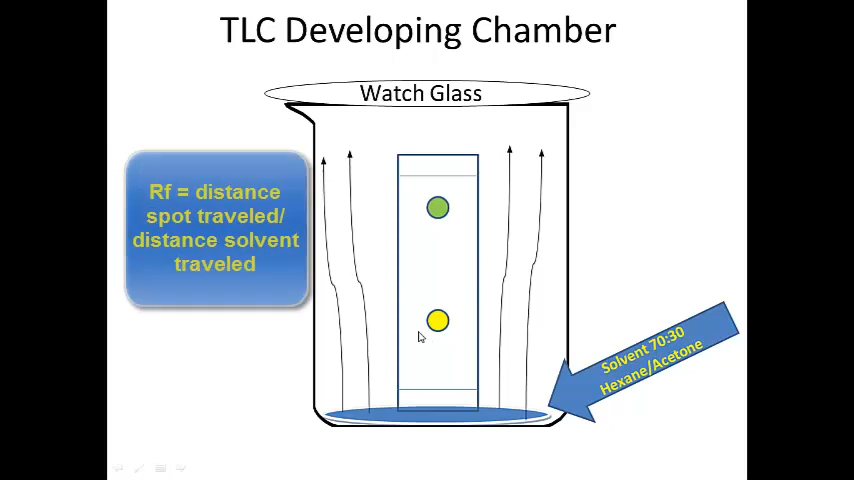 TLC Developing Chamber
Watch Glass
Rf = distance
spot traveled/
distance solvent
traveled
Solvent 70:30
Hexane/Acetone